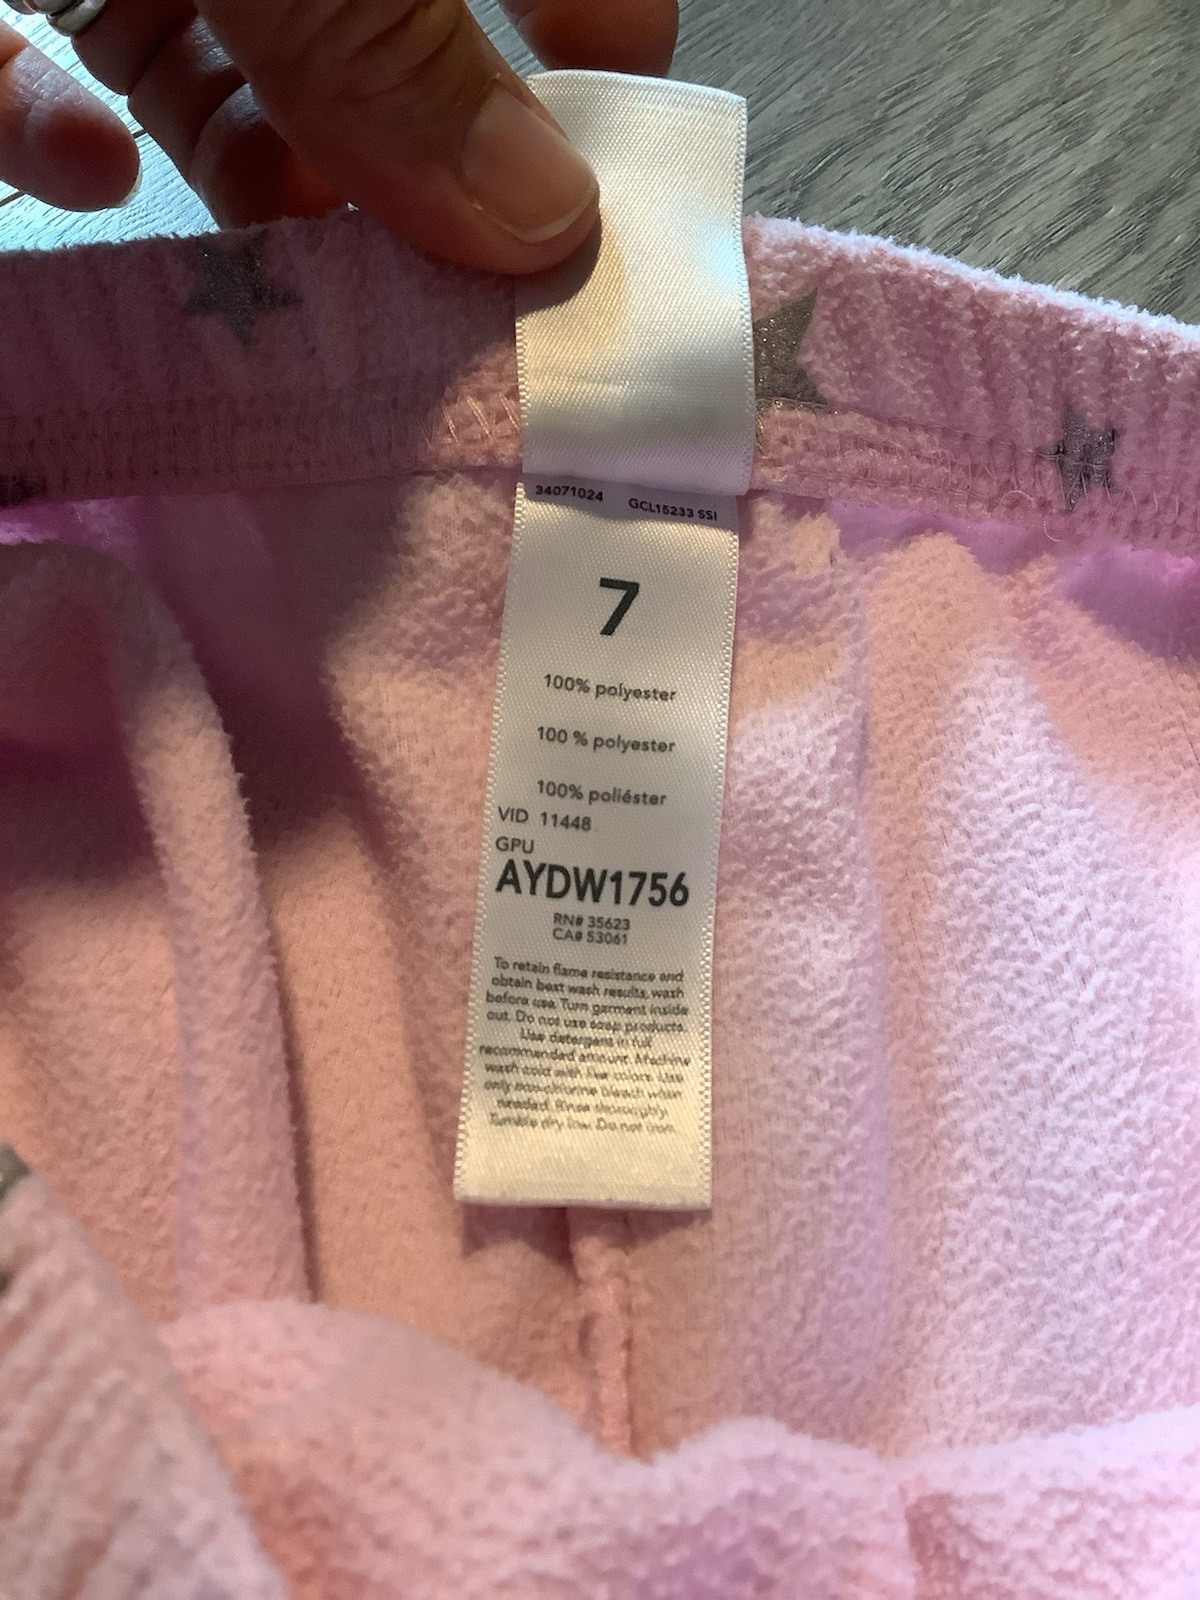 34071024 GCL15233 SSI
7
100% polyester
100 % polyester
100% poliéster
VID 11448
GPU
AYDW1756
RN# 35623
CA# 53061
To retain flame resistance and
obtain best wash results, wash
before use. Turn garment inside
out. Do not use soap products.
Use detergent in full
recommended amount. Machine
wash cold with like colors. Use
only non-chlorine bleach when
needed. Rinse thoroughly.
Tumble dry low. Do not iron.